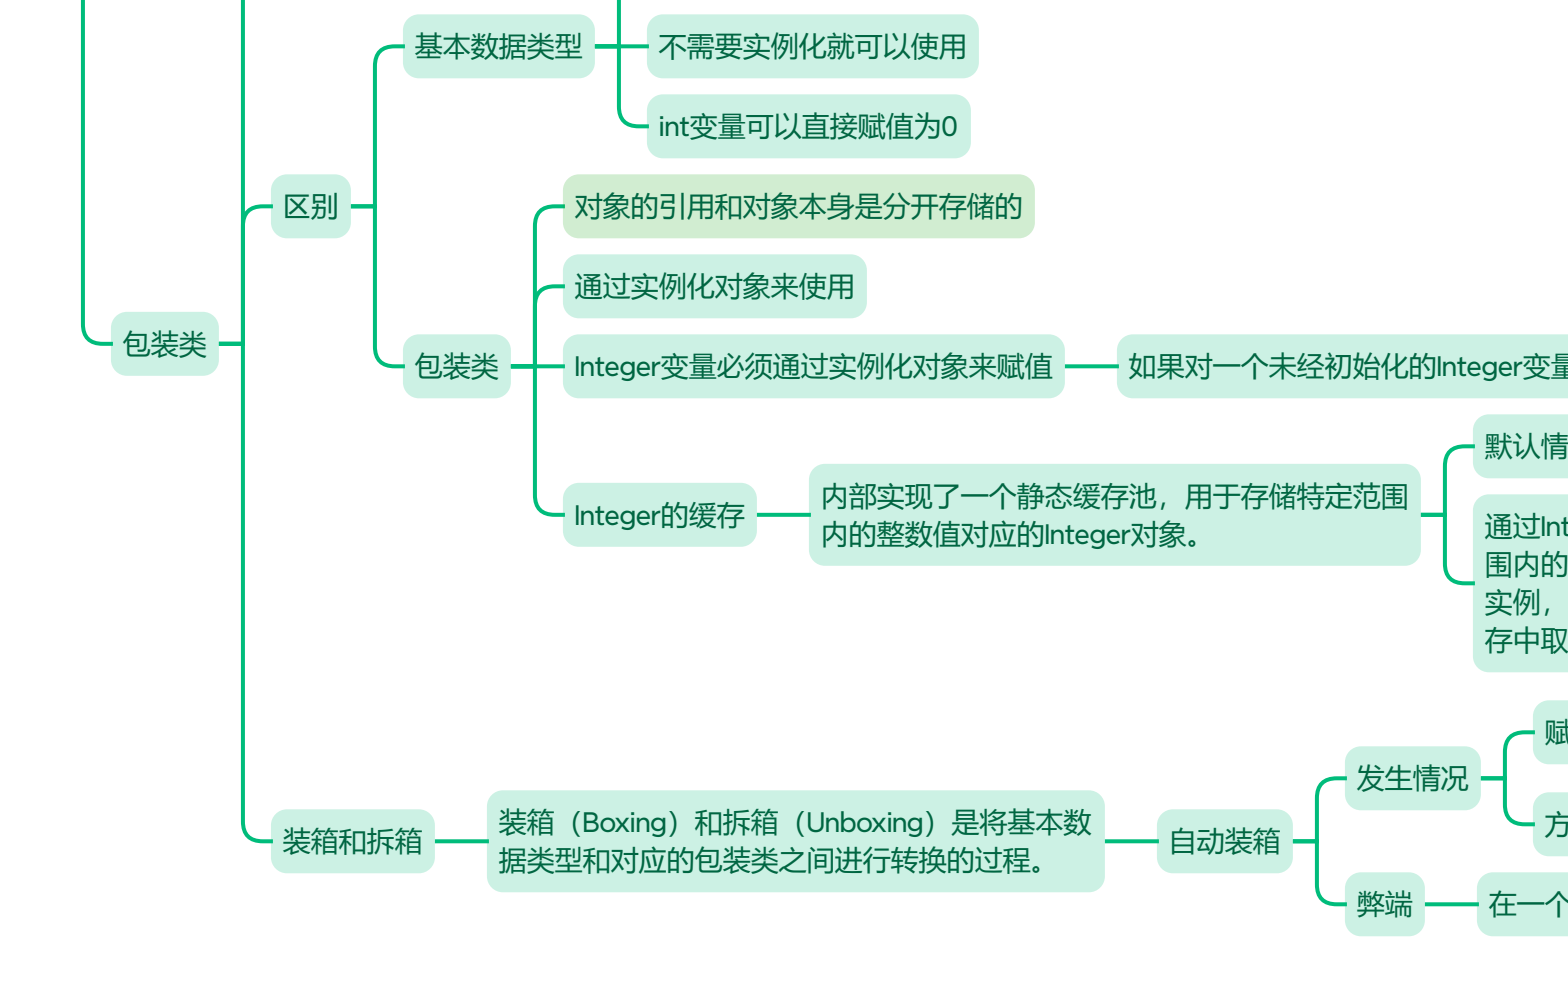 基本数据类型
不需要实例化就可以使用
int变量可以直接赋值为0
区别
对象的引用和对象本身是分开存储的
通过实例化对象来使用
包装类
包装类
Integer变量必须通过实例化对象来赋值
如果对一个未经初始化的Integer变量
默认情
Integer的缓存
内部实现了一个静态缓存池，用于存储特定范围
内的整数值对应的Integer对象。
通过Int
围内的
实例，
存中取
赋
发生情况
方
装箱和拆箱
装箱（Boxing）和拆箱（Unboxing）是将基本数
据类型和对应的包装类之间进行转换的过程。
自动装箱
弊端
在一个